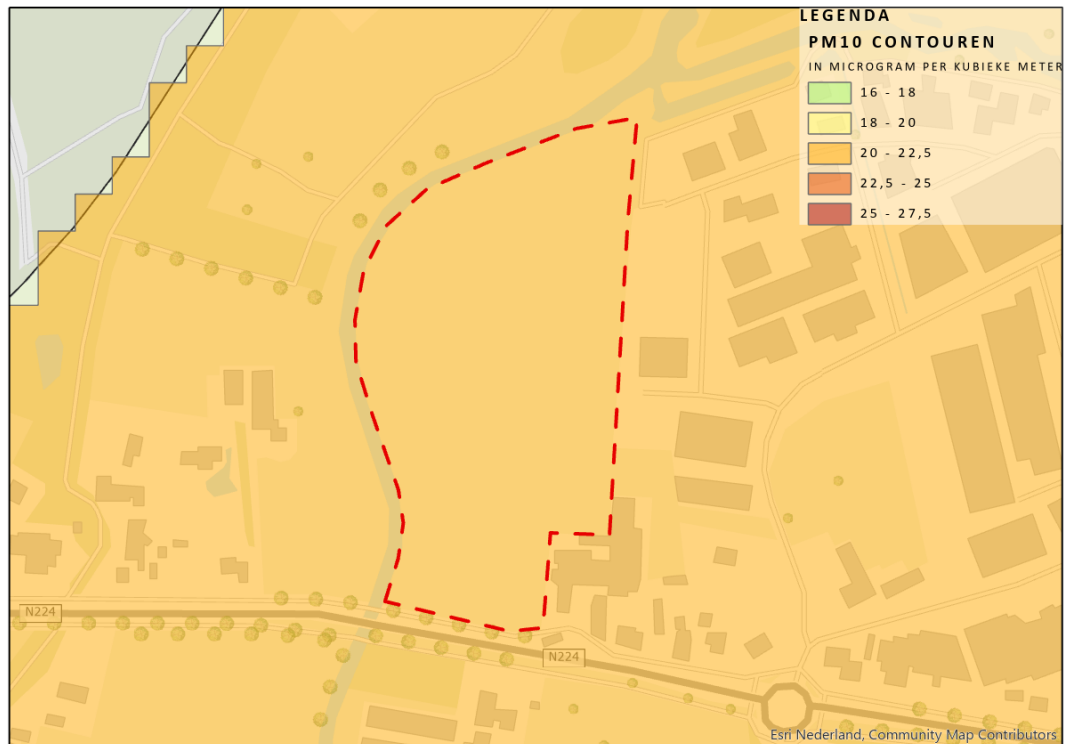 LEGENDA
PM10 CONTOUREN
IN MICROGRAM PER KUBIEKE METER
16 - 18
18 - 20
20 - 22,5
22,5 - 25
25 - 27,5
N224
N224
Esri Nederland, Community Map Contributors